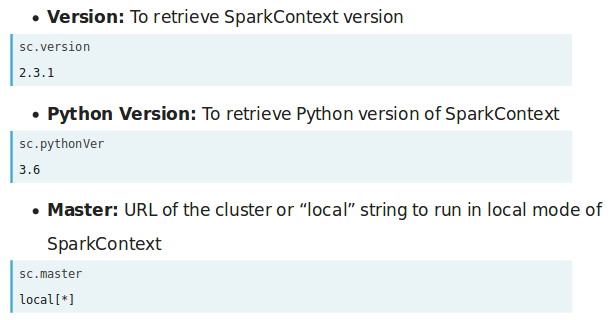 • Version: To retrieve SparkContext version
sc.version
2.3.1
• Python Version: To retrieve Python version of SparkContext
sc.pythonVer
3.6
• Master: URL of the cluster or “local” string to run in local mode of
SparkContext
sc.master
local[*]